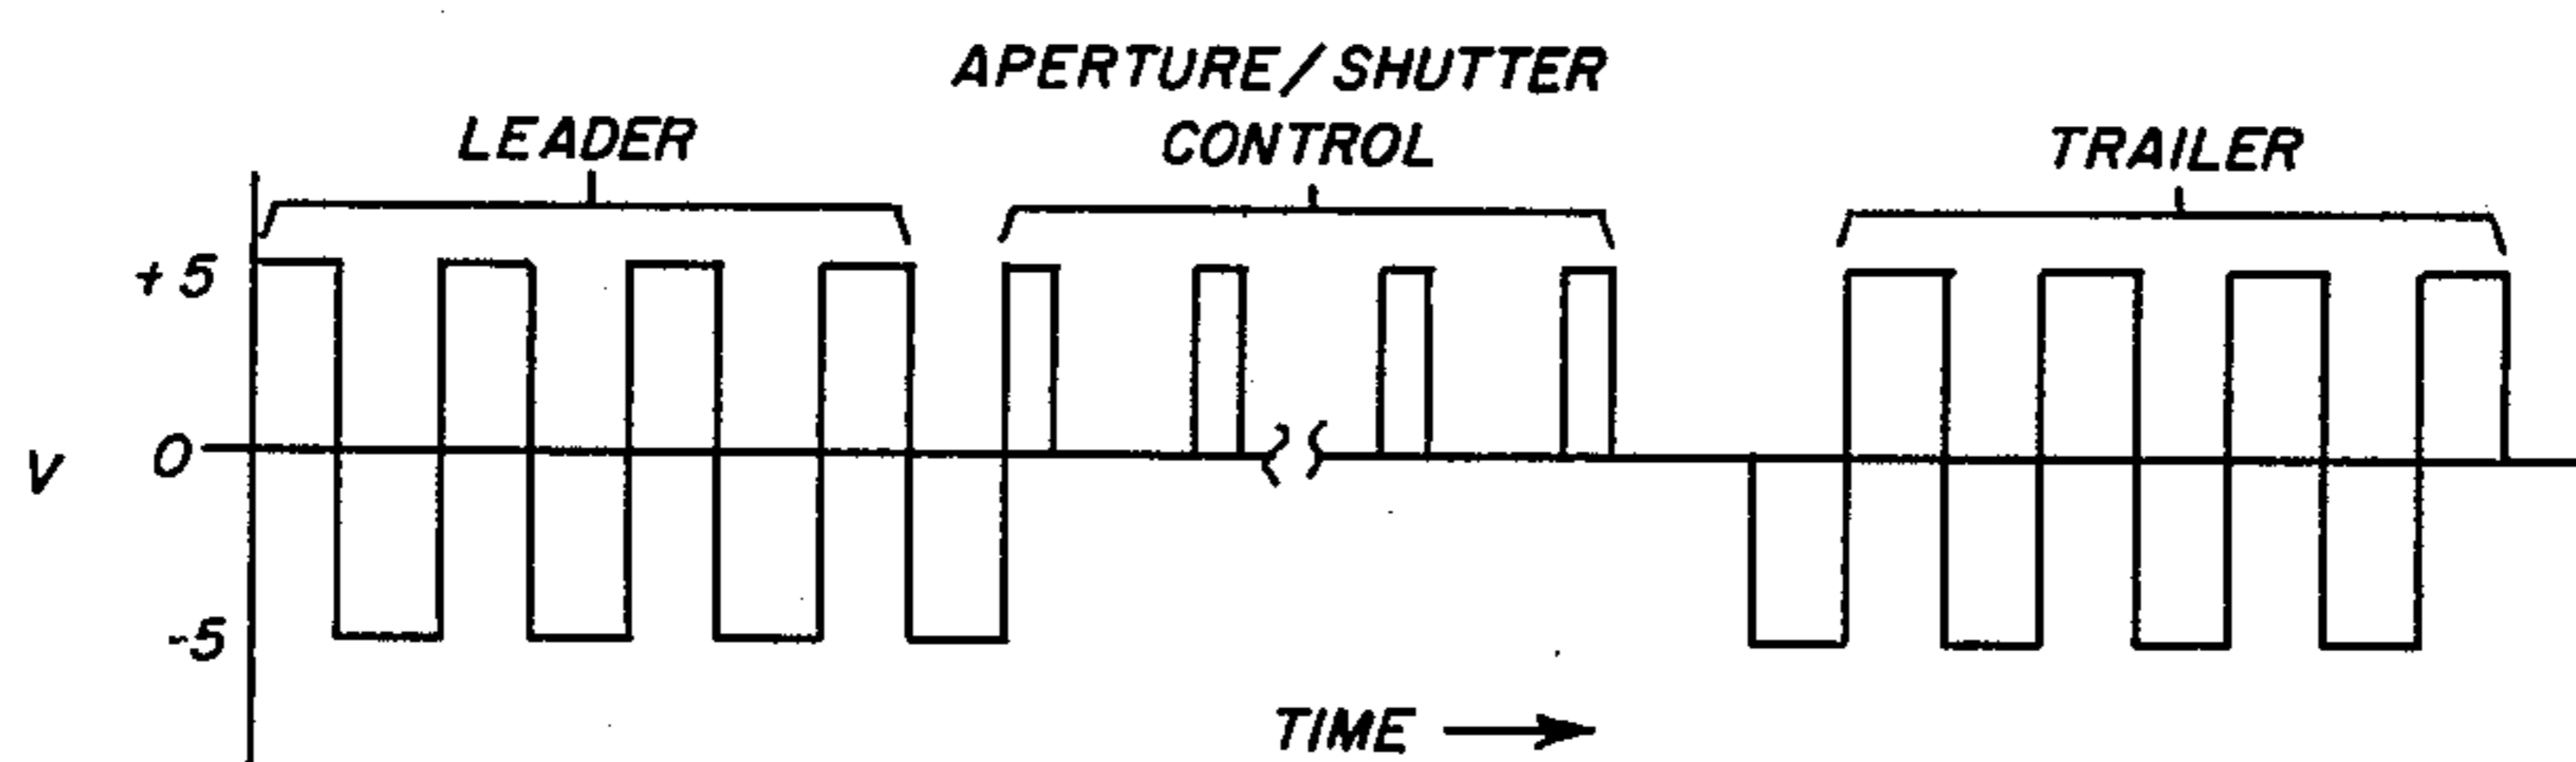 APERTURE/SHUTTER
CONTROL
LEADER
TRAILER
+5
V
0
-5
TIME